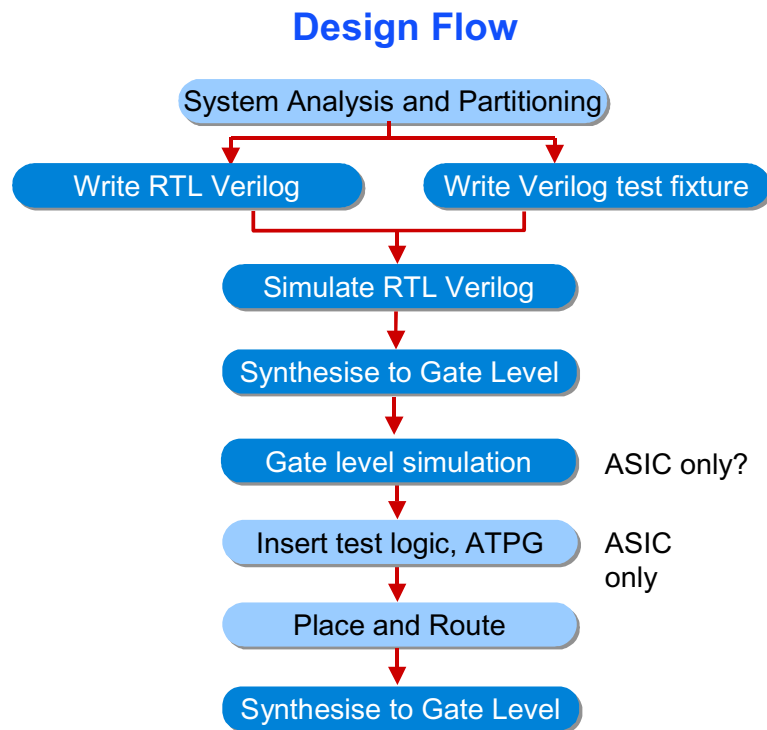 Design Flow
System Analysis and Partitioning
Write RTL Verilog
Write Verilog test fixture
Simulate RTL Verilog
Synthesise to Gate Level
Gate level simulation
ASIC only?
Insert test logic, ATPG
ASIC
only
Place and Route
Synthesise to Gate Level